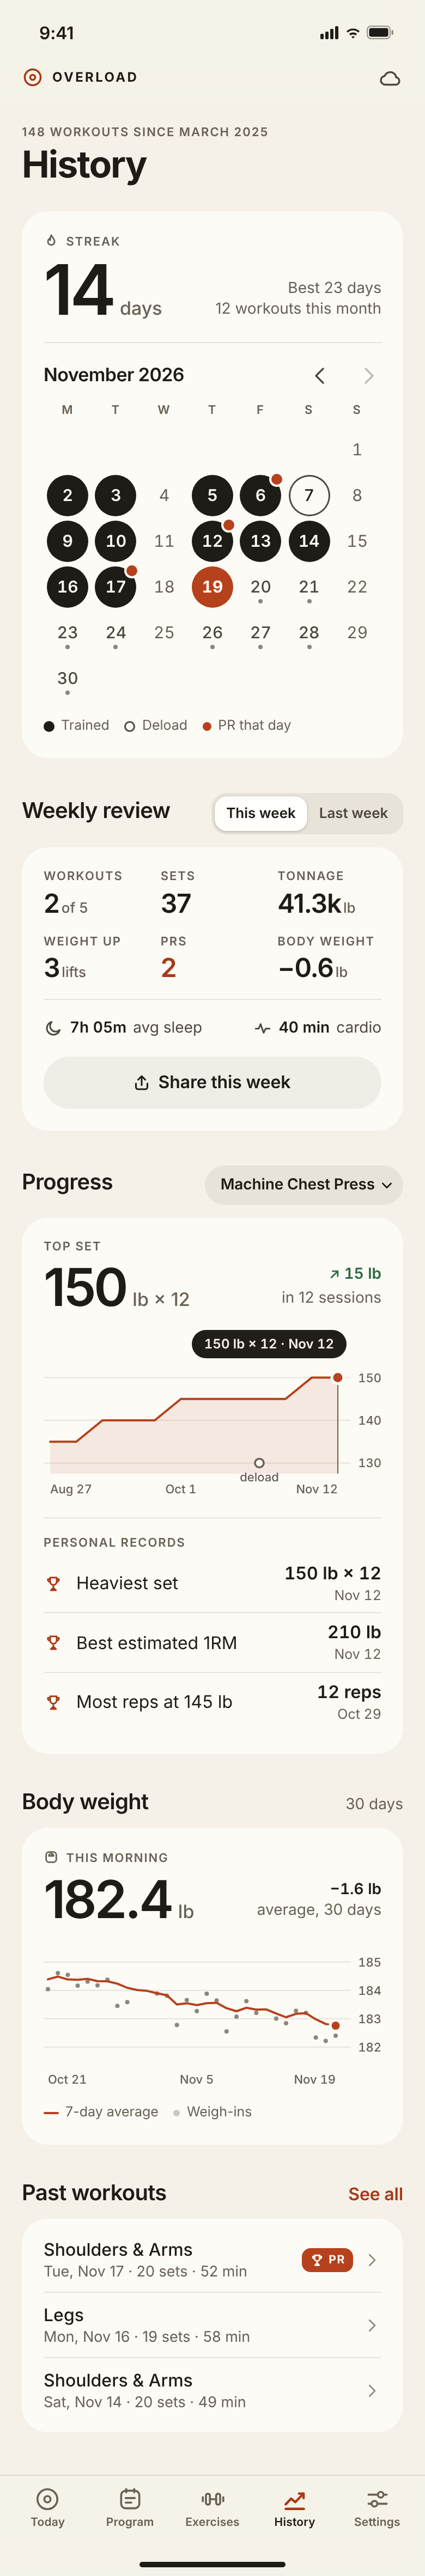 9:41
OVERLOAD
148 WORKOUTS SINCE MARCH 2025
History
STREAK
14 days
Best 23 days
12 workouts this month
November 2026
M T W T F S S
1
2 3 4 5 6 7 8
9 10 11 12 13 14 15
16 17 18 19 20 21 22
23 24 25 26 27 28 29
30
Trained Deload PR that day
Weekly review This week Last week
WORKOUTS SETS TONNAGE
2 of 5 37 41.3k lb
WEIGHT UP PRS BODY WEIGHT
3 lifts 2 −0.6 lb
7h 05m avg sleep 40 min cardio
Share this week
Progress Machine Chest Press
TOP SET
150 lb × 12
15 lb
in 12 sessions
150 lb × 12 · Nov 12
150
140
130
deload
Aug 27 Oct 1 Nov 12
PERSONAL RECORDS
Heaviest set 150 lb × 12
Nov 12
Best estimated 1RM 210 lb
Nov 12
Most reps at 145 lb 12 reps
Oct 29
Body weight 30 days
THIS MORNING
182.4 lb
−1.6 lb
average, 30 days
185
184
183
182
Oct 21 Nov 5 Nov 19
7-day average Weigh-ins
Past workouts See all
Shoulders & Arms PR
Tue, Nov 17 · 20 sets · 52 min
Legs
Mon, Nov 16 · 19 sets · 58 min
Shoulders & Arms
Sat, Nov 14 · 20 sets · 49 min
Today Program Exercises History Settings